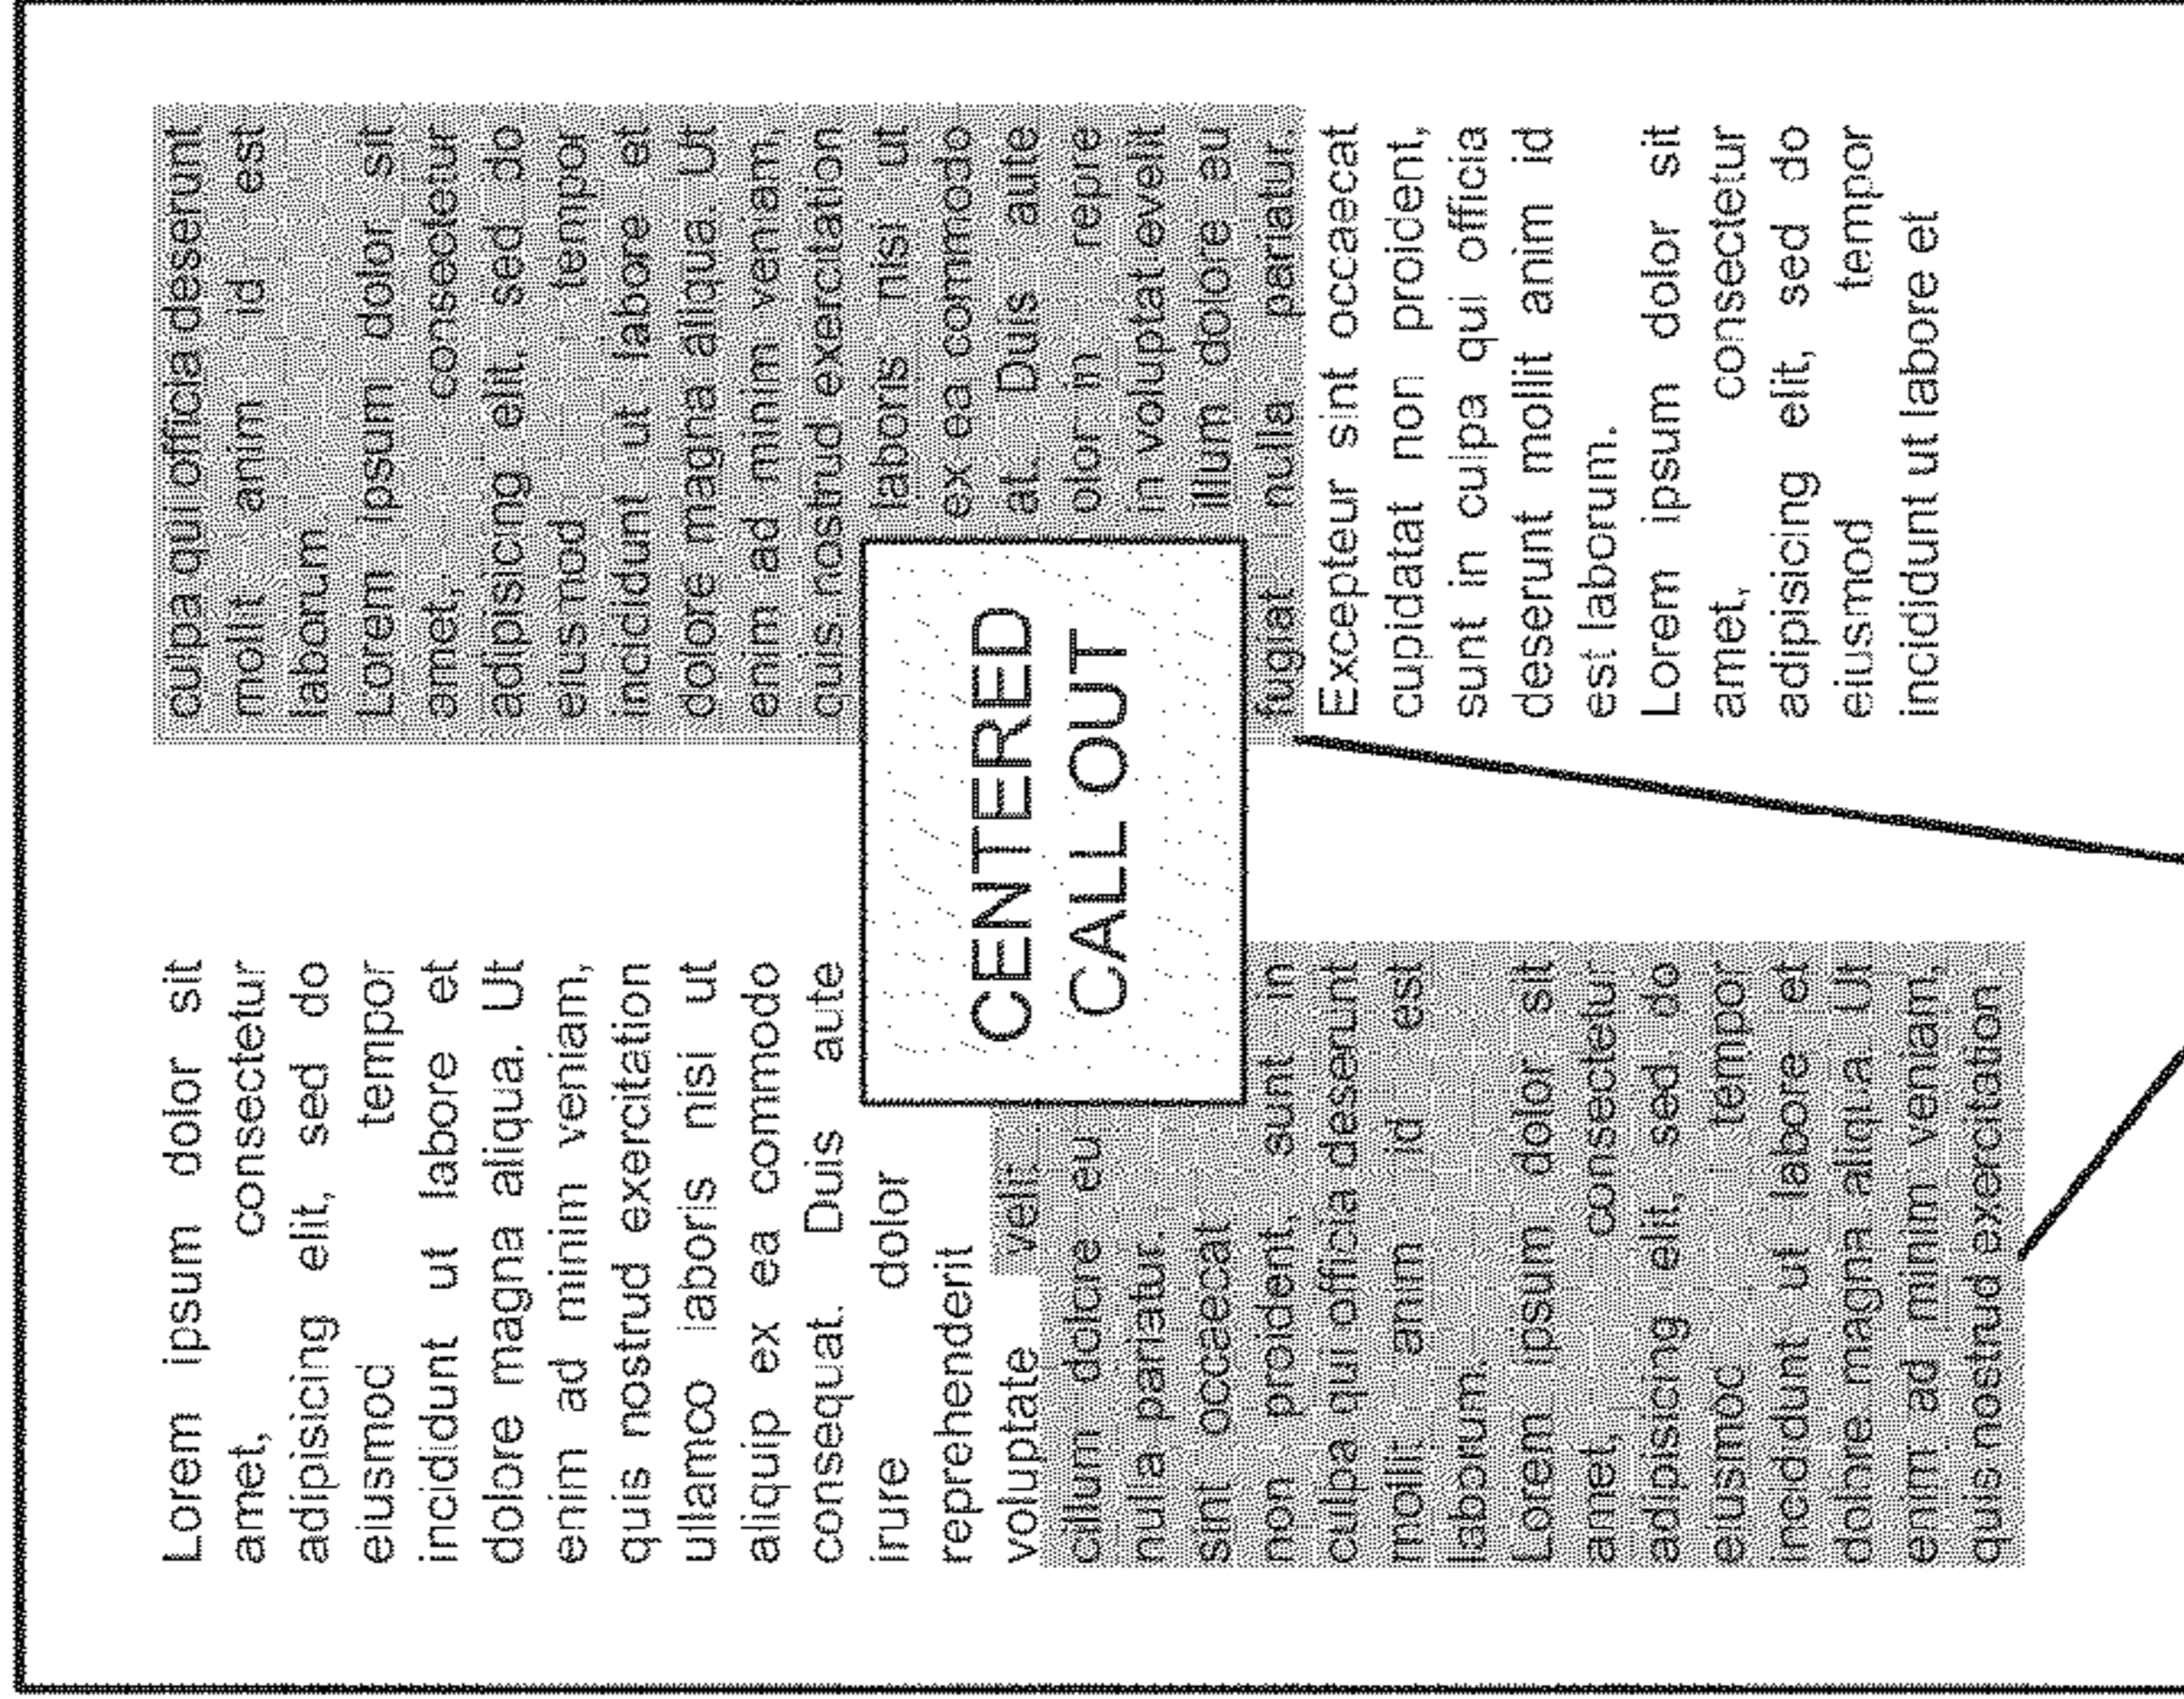 Lorem ipsum dolor sit
amet, consectetur
adipisicing elit, sed do
eiusmod tempor
incididunt ut labore et
dolore magna aliqua. Ut
enim ad minim veniam,
quis nostrud exercitation
ullamco laboris nisi ut
aliquip ex ea commodo
consequat. Duis aute
irure dolor
reprehenderit
voluptate velit
cillum dolore eu
nulla pariatur.
sint occaecat
non proident, sunt in
culpa qui officia deserunt
mollit anim id est
laborum.
Lorem ipsum dolor sit
amet, consectetur
adipisicing elit, sed do
eiusmod tempor
incididunt ut labore et
dolore magna aliqua. Ut
enim ad minim veniam,
quis nostrud exercitation
CENTERED
CALL OUT
culpa qui officia deserunt
mollit anim id est
laborum.
Lorem ipsum dolor sit
amet, consectetur
adipisicing elit, sed do
eiusmod tempor
incididunt ut labore et
dolore magna aliqua. Ut
enim ad minim veniam,
quis nostrud exercitation
laboris nisi ut
ex ea commodo
at. Duis aute
olor in repre
in voluptat evelit
illum dolore eu
fugiat nulla pariatur.
Excepteur sint occaecat
cupidatat non proident,
sunt in culpa qui officia
deserunt mollit anim id
est laborum.
Lorem ipsum dolor sit
amet, consectetur
adipisicing elit, sed do
eiusmod tempor
incididunt ut labore et